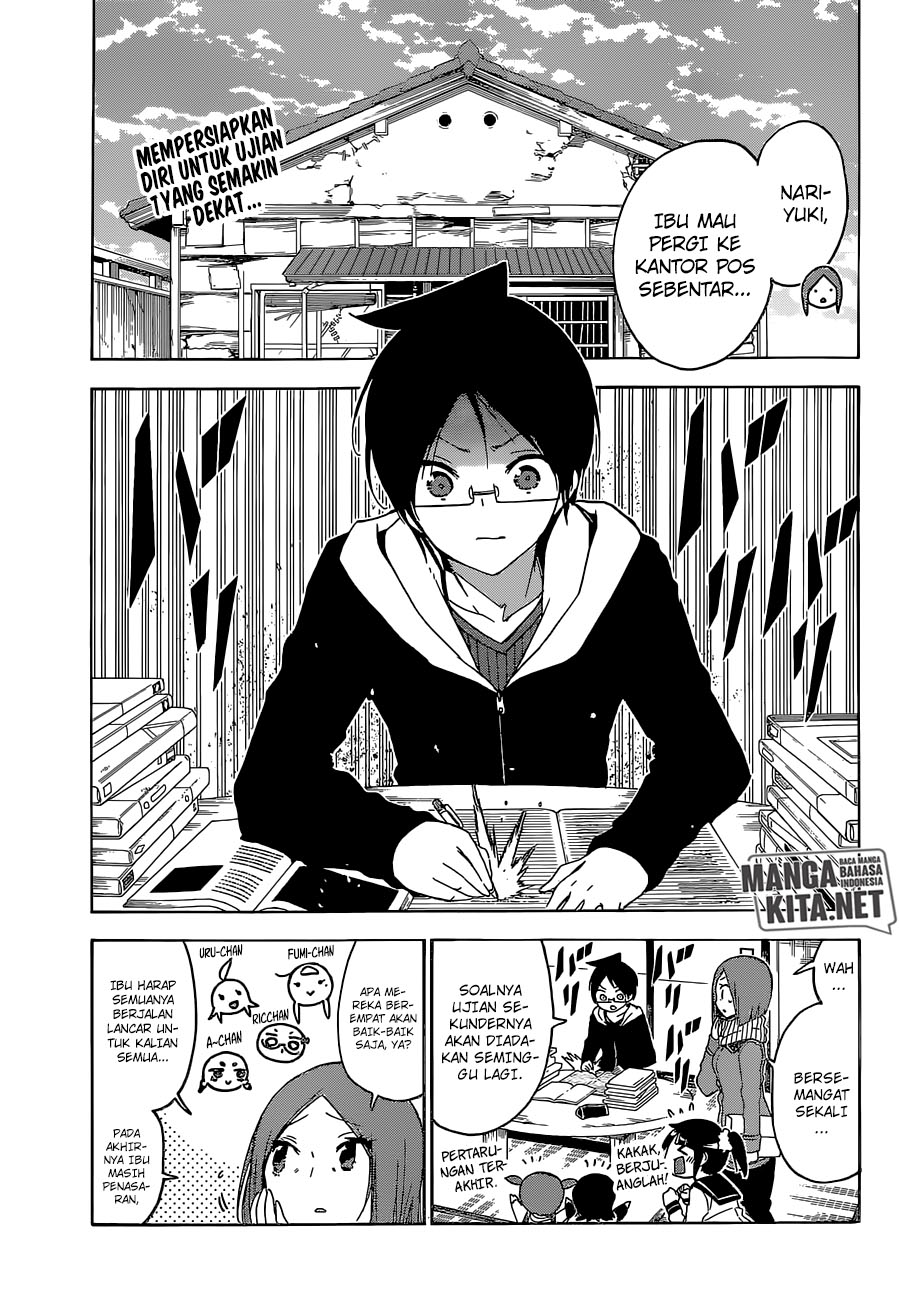 NARI-
YUKI,
IBU MAU
PERGI KE
KANTOR POS
SEBENTAR...
MEMPERSIAPKAN
DIRI UNTUK UJIAN
1YANG SEMAKIN
DEKAT...
MANGA
KITA.NET
BACA MANGA
BAHASA
INDONESIA
WAH
...
BERSE-
MANGAT
SEKALI
...
SOALNYA
UJIAN SE-
KUNDERNYA
AKAN DIADA-
KAN SEMING-
GU LAGI.
KAKAK,
BERJU-
ANGLAH!
PERTARU-
NGAN TER-
AKHIR.
APA ME-
REKA BER-
EMPAT AKAN
BAIK-BAIK
SAJA, YA?
URU-CHAN
FUMI-CHAN
RICCHAN
A-CHAN
IBU HARAP
SEMUANYA
BERJALAN
LANCAR UN-
TUK KALIAN
SEMUA...
PADA
AKHIR-
NYA IBU
MASIH
PENASA-
RAN,